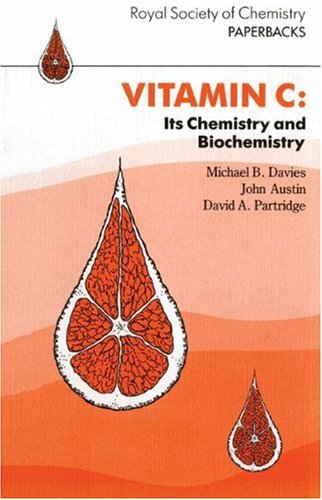 Royal Society of Chemistry
PAPERBACKS
VITAMIN C:
Its Chemistry and
Biochemistry
Michael B. Davies
John Austin
David A. Partridge